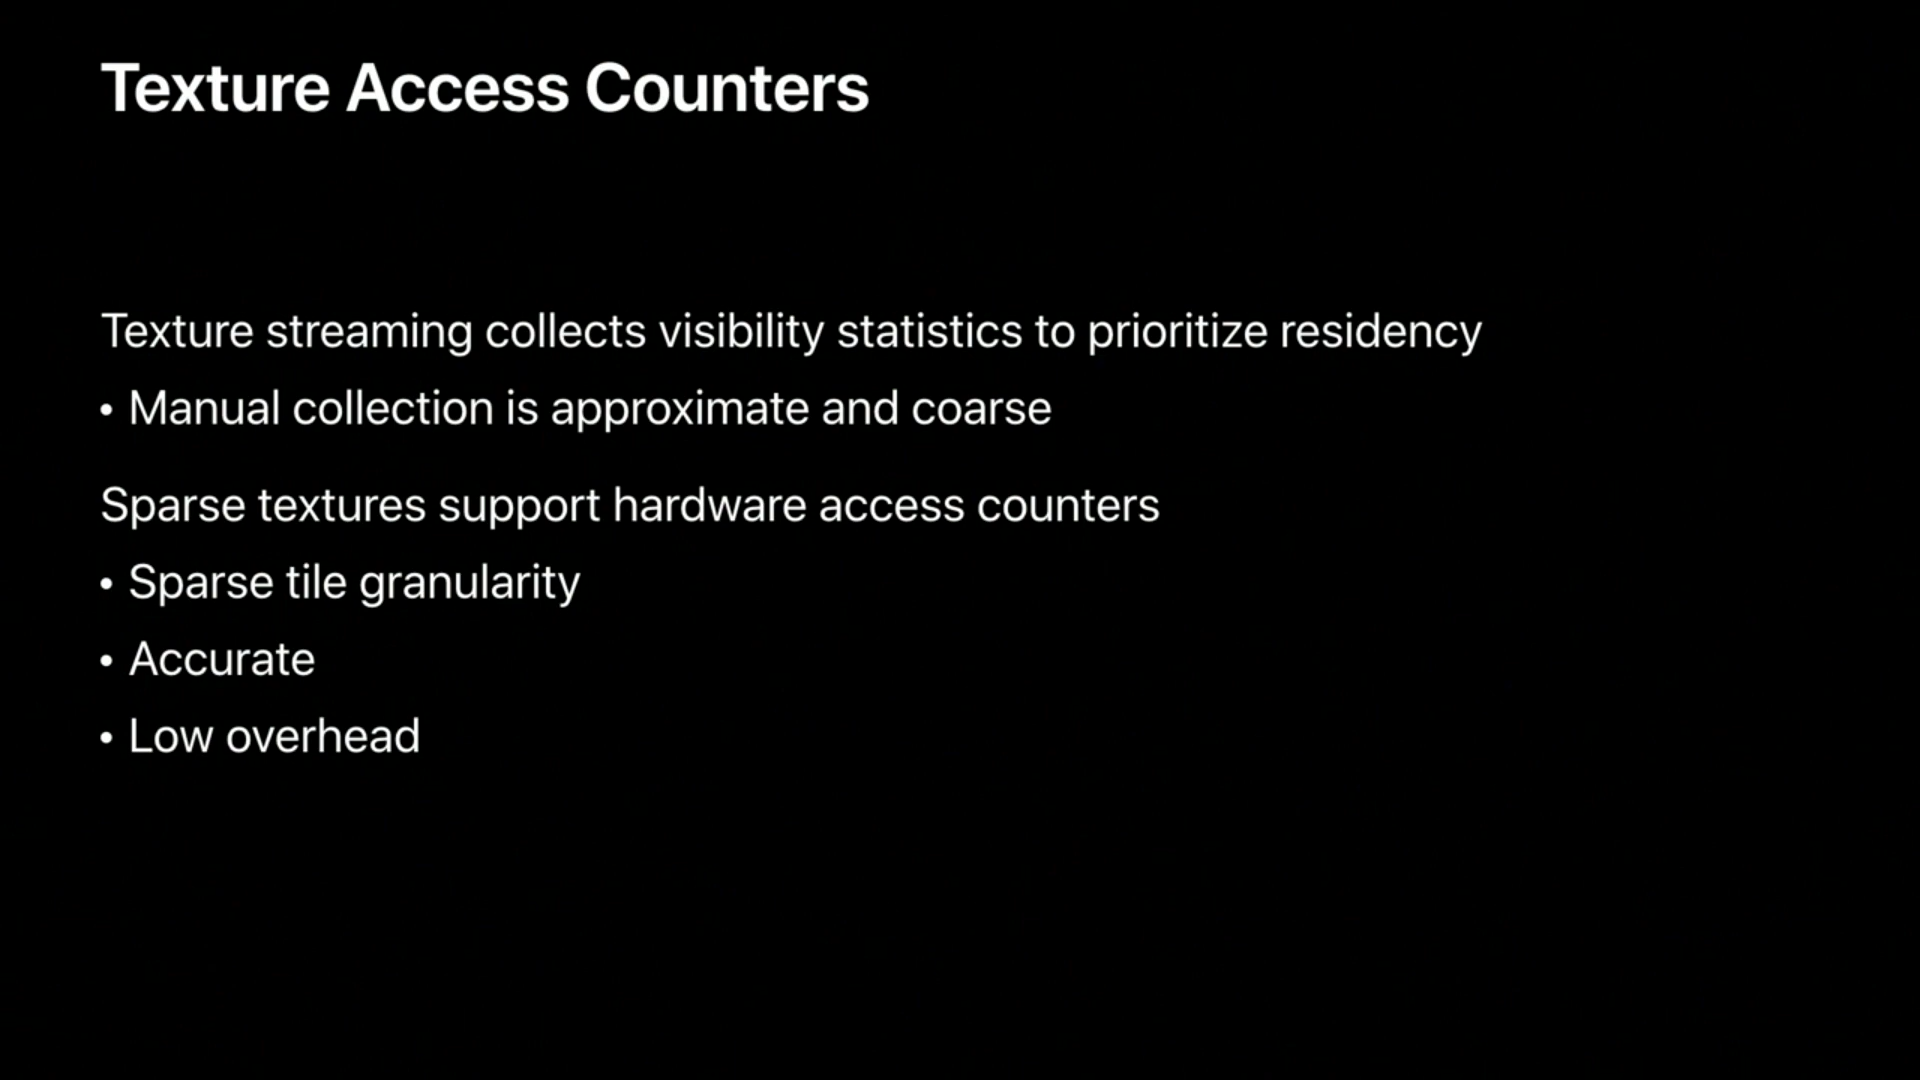 Texture Access Counters
Texture streaming collects visibility statistics to prioritize residency
• Manual collection is approximate and coarse
Sparse textures support hardware access counters
• Sparse tile granularity
• Accurate
• Low overhead